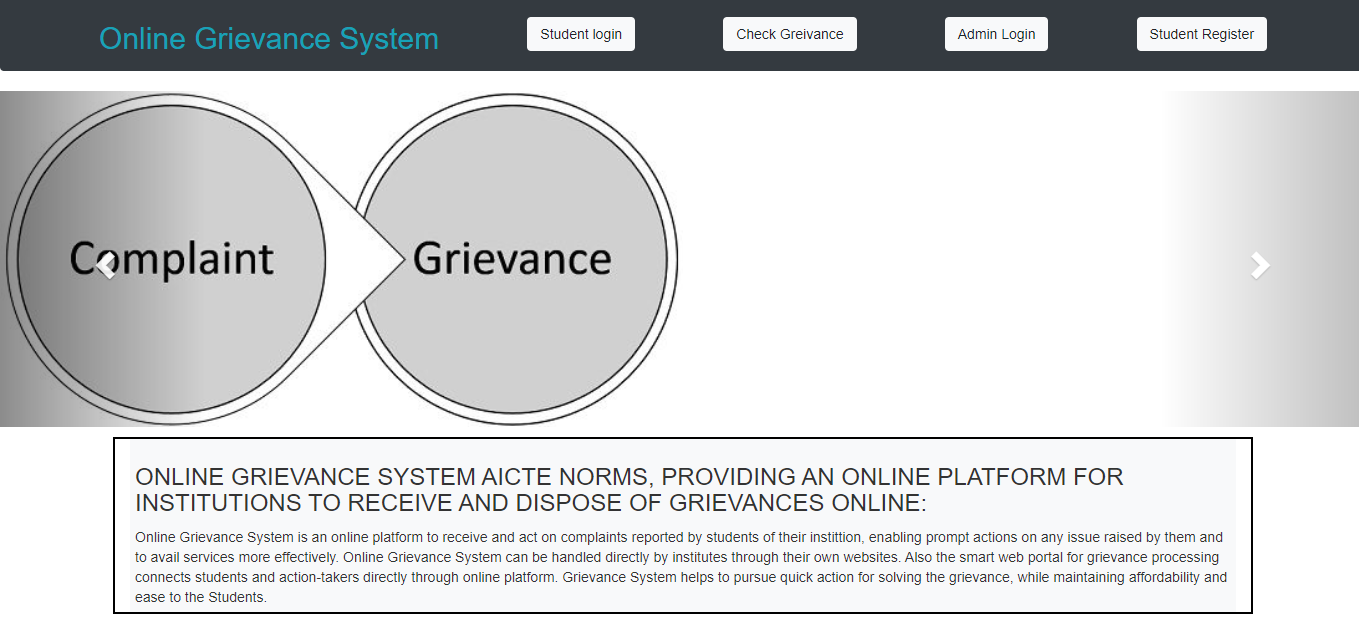 Online Grievance System
Student login
Check Greivance
Admin Login
Student Register
Complaint
Grievance
ONLINE GRIEVANCE SYSTEM AICTE NORMS, PROVIDING AN ONLINE PLATFORM FOR
INSTITUTIONS TO RECEIVE AND DISPOSE OF GRIEVANCES ONLINE:
Online Grievance System is an online platform to receive and act on complaints reported by students of their instittion, enabling prompt actions on any issue raised by them and
to avail services more effectively. Online Grievance System can be handled directly by institutes through their own websites. Also the smart web portal for grievance processing
connects students and action-takers directly through online platform. Grievance System helps to pursue quick action for solving the grievance, while maintaining affordability and
ease to the Students.